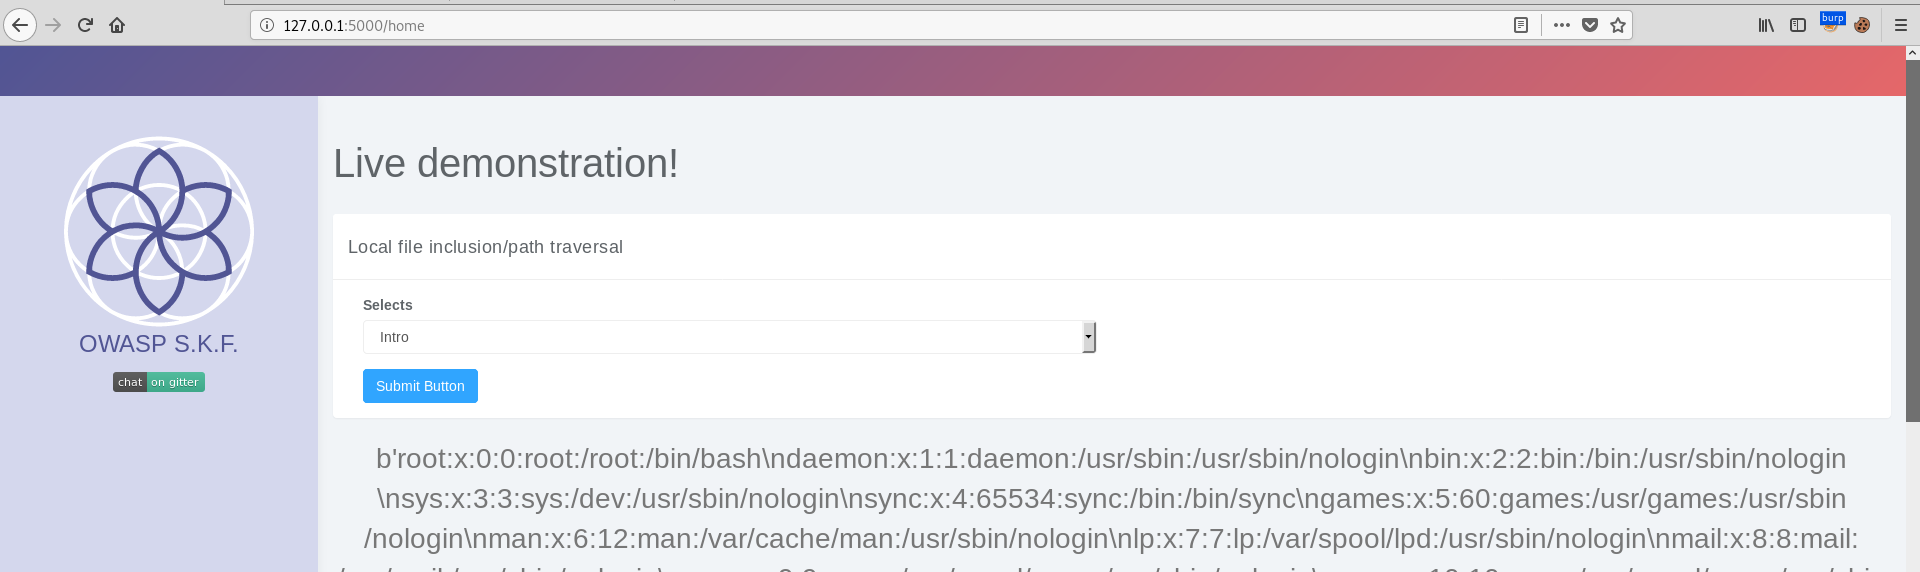 127.0.0.1:5000/home
burp
Live demonstration!
Local file inclusion/path traversal
Selects
Intro
Submit Button
OWASP S.K.F.
chat on gitter
b'root:x:0:0:root:/root:/bin/bash\ndaemon:x:1:1:daemon:/usr/sbin:/usr/sbin/nologin\nbin:x:2:2:bin:/bin:/usr/sbin/nologin
\nsys:x:3:3:sys:/dev:/usr/sbin/nologin\nsync:x:4:65534:sync:/bin:/bin/sync\ngames:x:5:60:games:/usr/games:/usr/sbin
/nologin\nman:x:6:12:man:/var/cache/man:/usr/sbin/nologin\nlp:x:7:7:lp:/var/spool/lpd:/usr/sbin/nologin\nmail:x:8:8:mail: